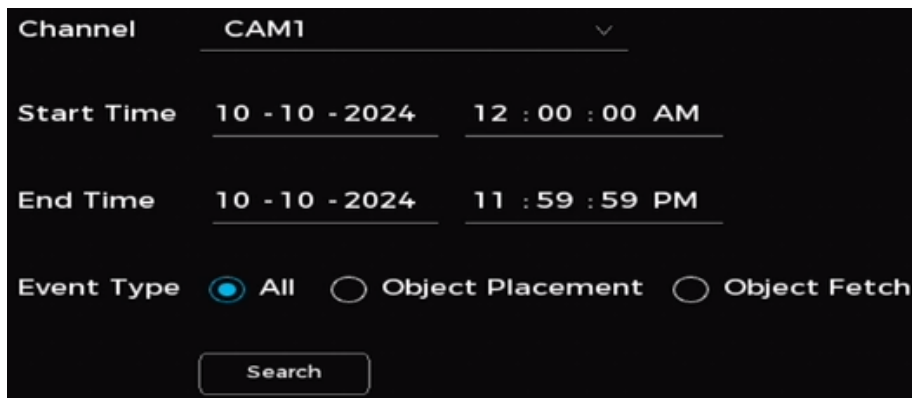 Channel CAM1
Start Time 10 - 10 - 2024 12 : 00 : 00 AM
End Time 10 - 10 - 2024 11 : 59 : 59 PM
Event Type All Object Placement Object Fetch
Search